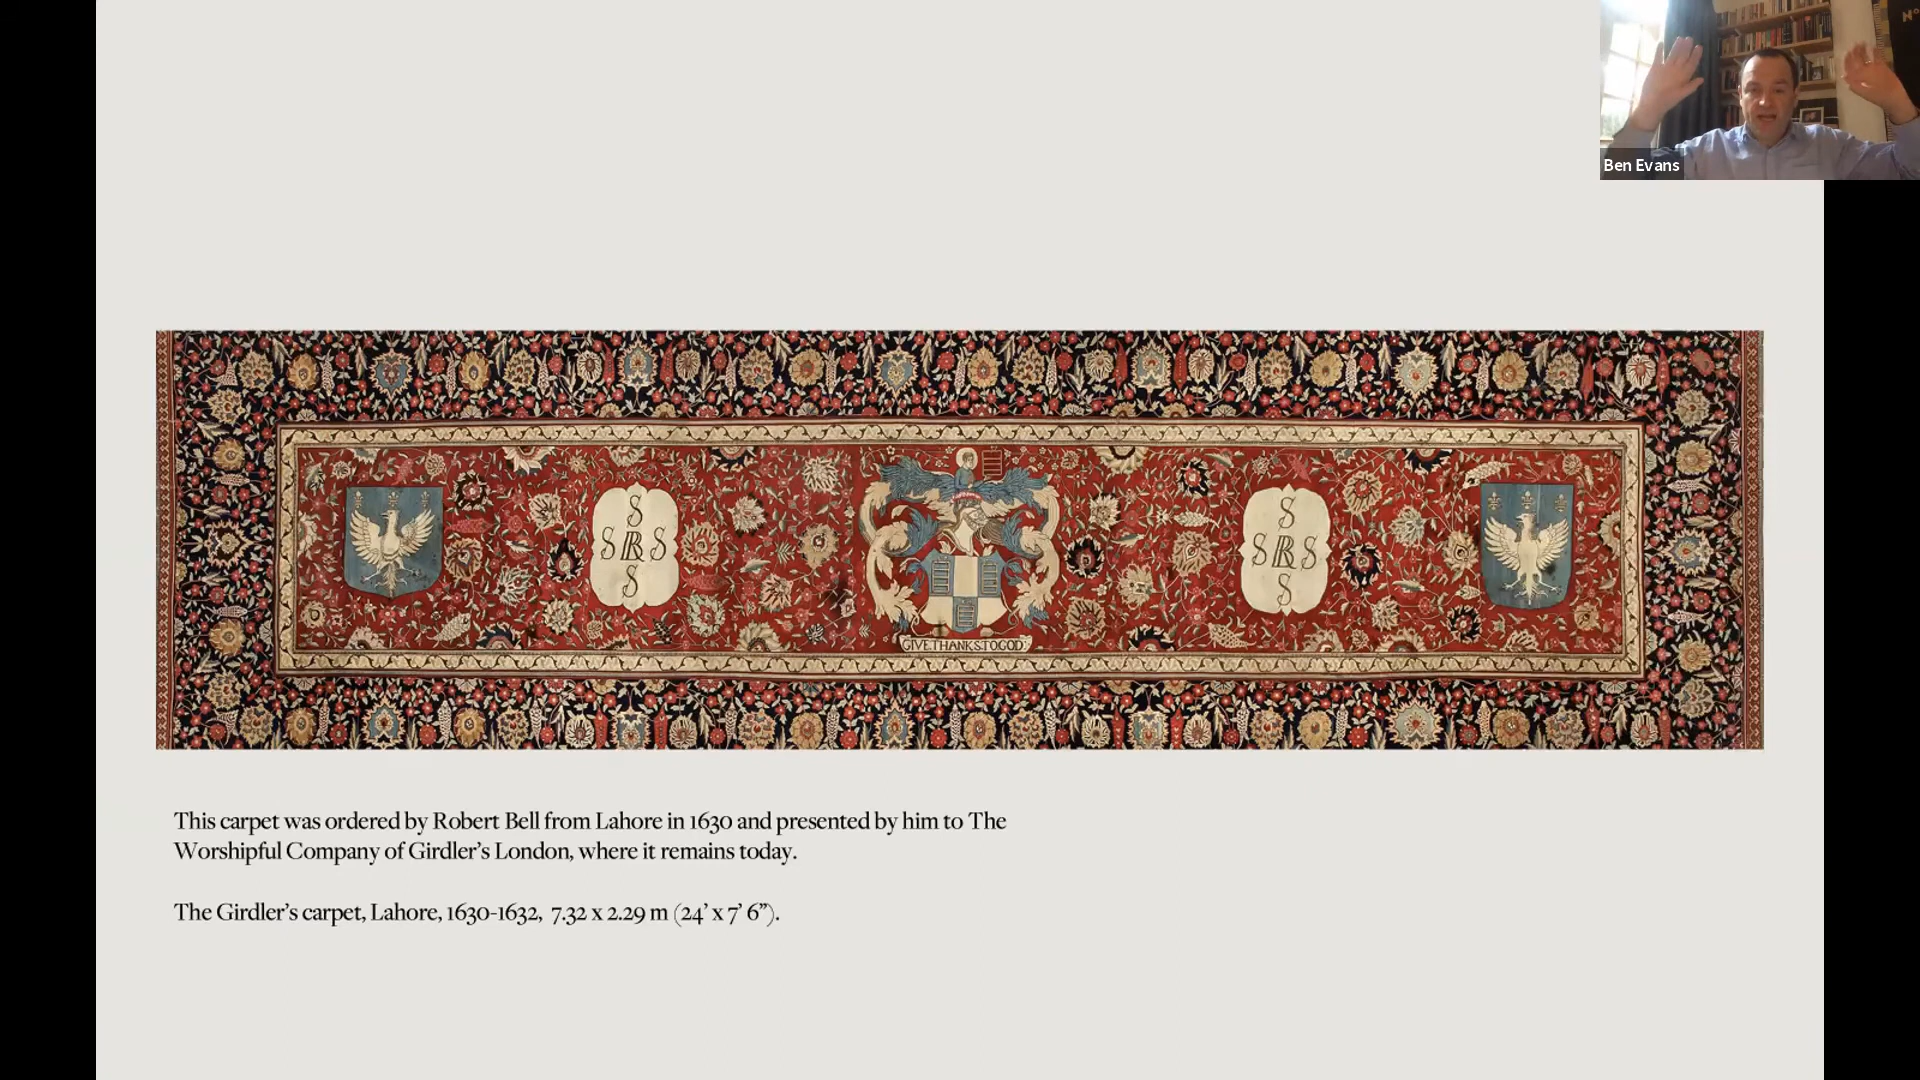 Nº
Ben Evans
S
S B S
S
S
S B S
S
GIVE.THANKS.TO.GOD
This carpet was ordered by Robert Bell from Lahore in 1630 and presented by him to The
Worshipful Company of Girdler’s London, where it remains today.
The Girdler’s carpet, Lahore, 1630-1632, 7.32 x 2.29 m (24’ x 7’ 6”).